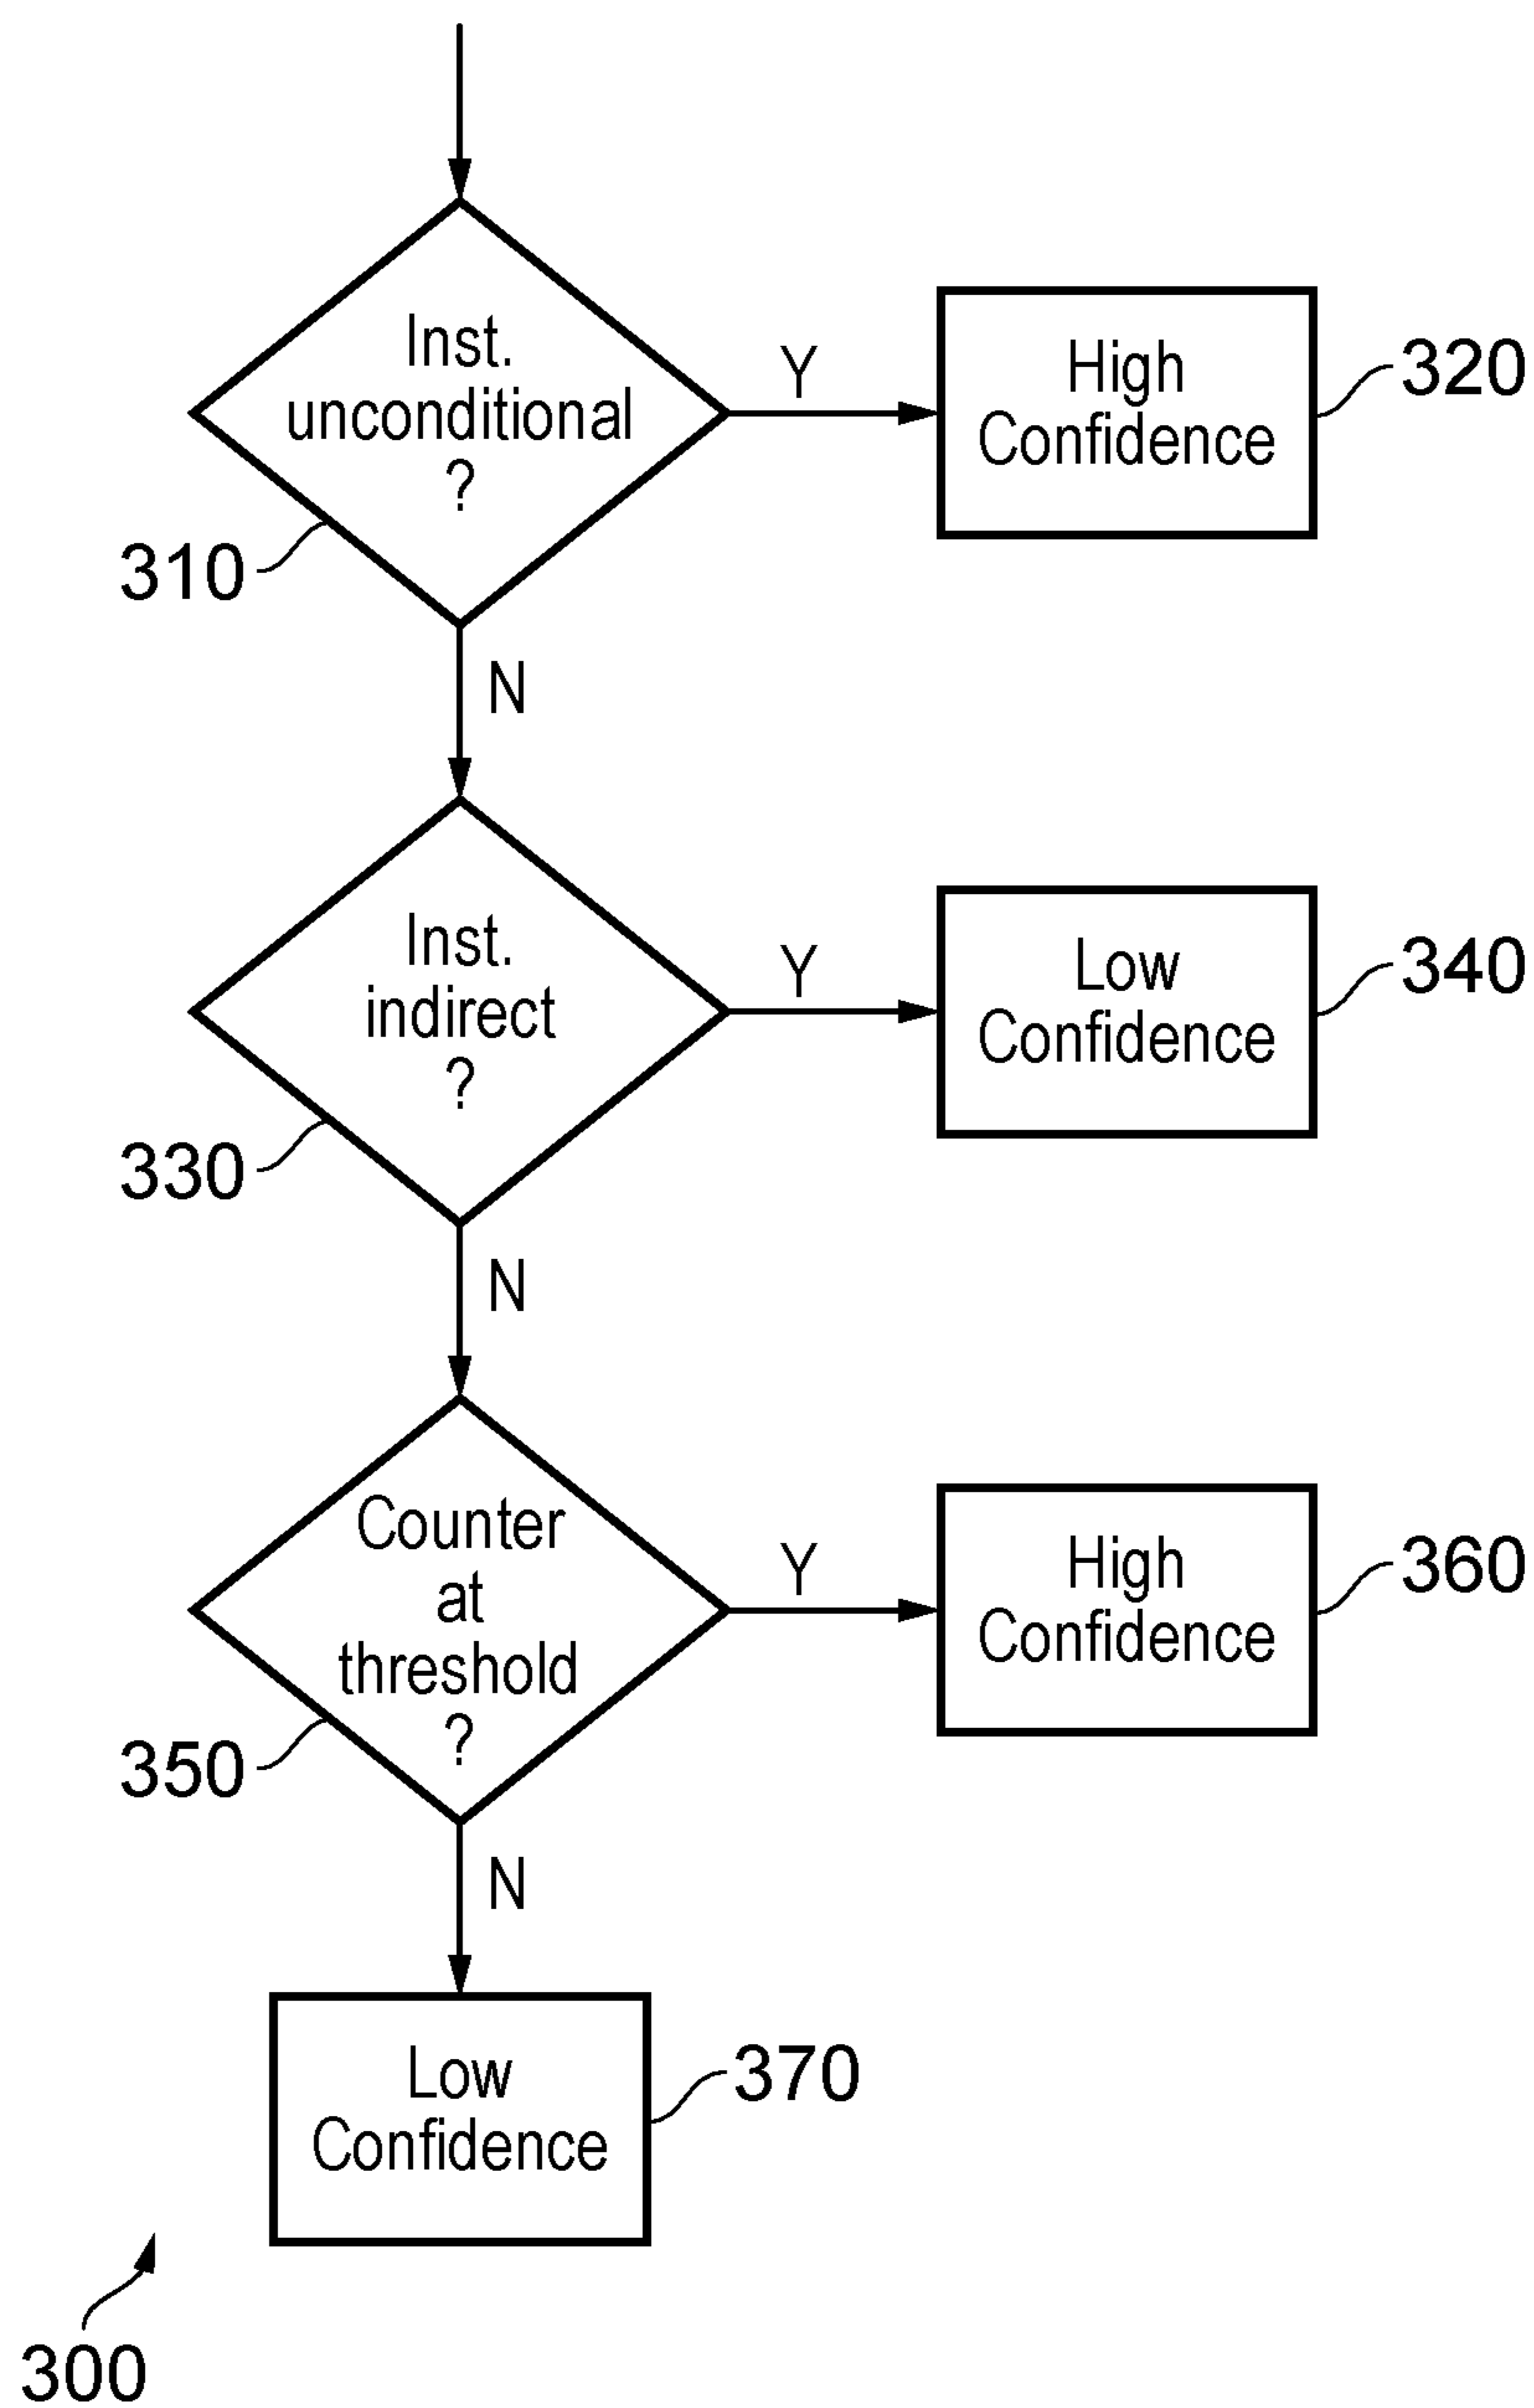 Inst.
unconditional
?
Y
High
Confidence
320
310
N
Inst.
indirect
?
Y
Low
Confidence
340
330
N
Counter
at
threshold
?
Y
High
Confidence
360
350
N
Low
Confidence
370
300